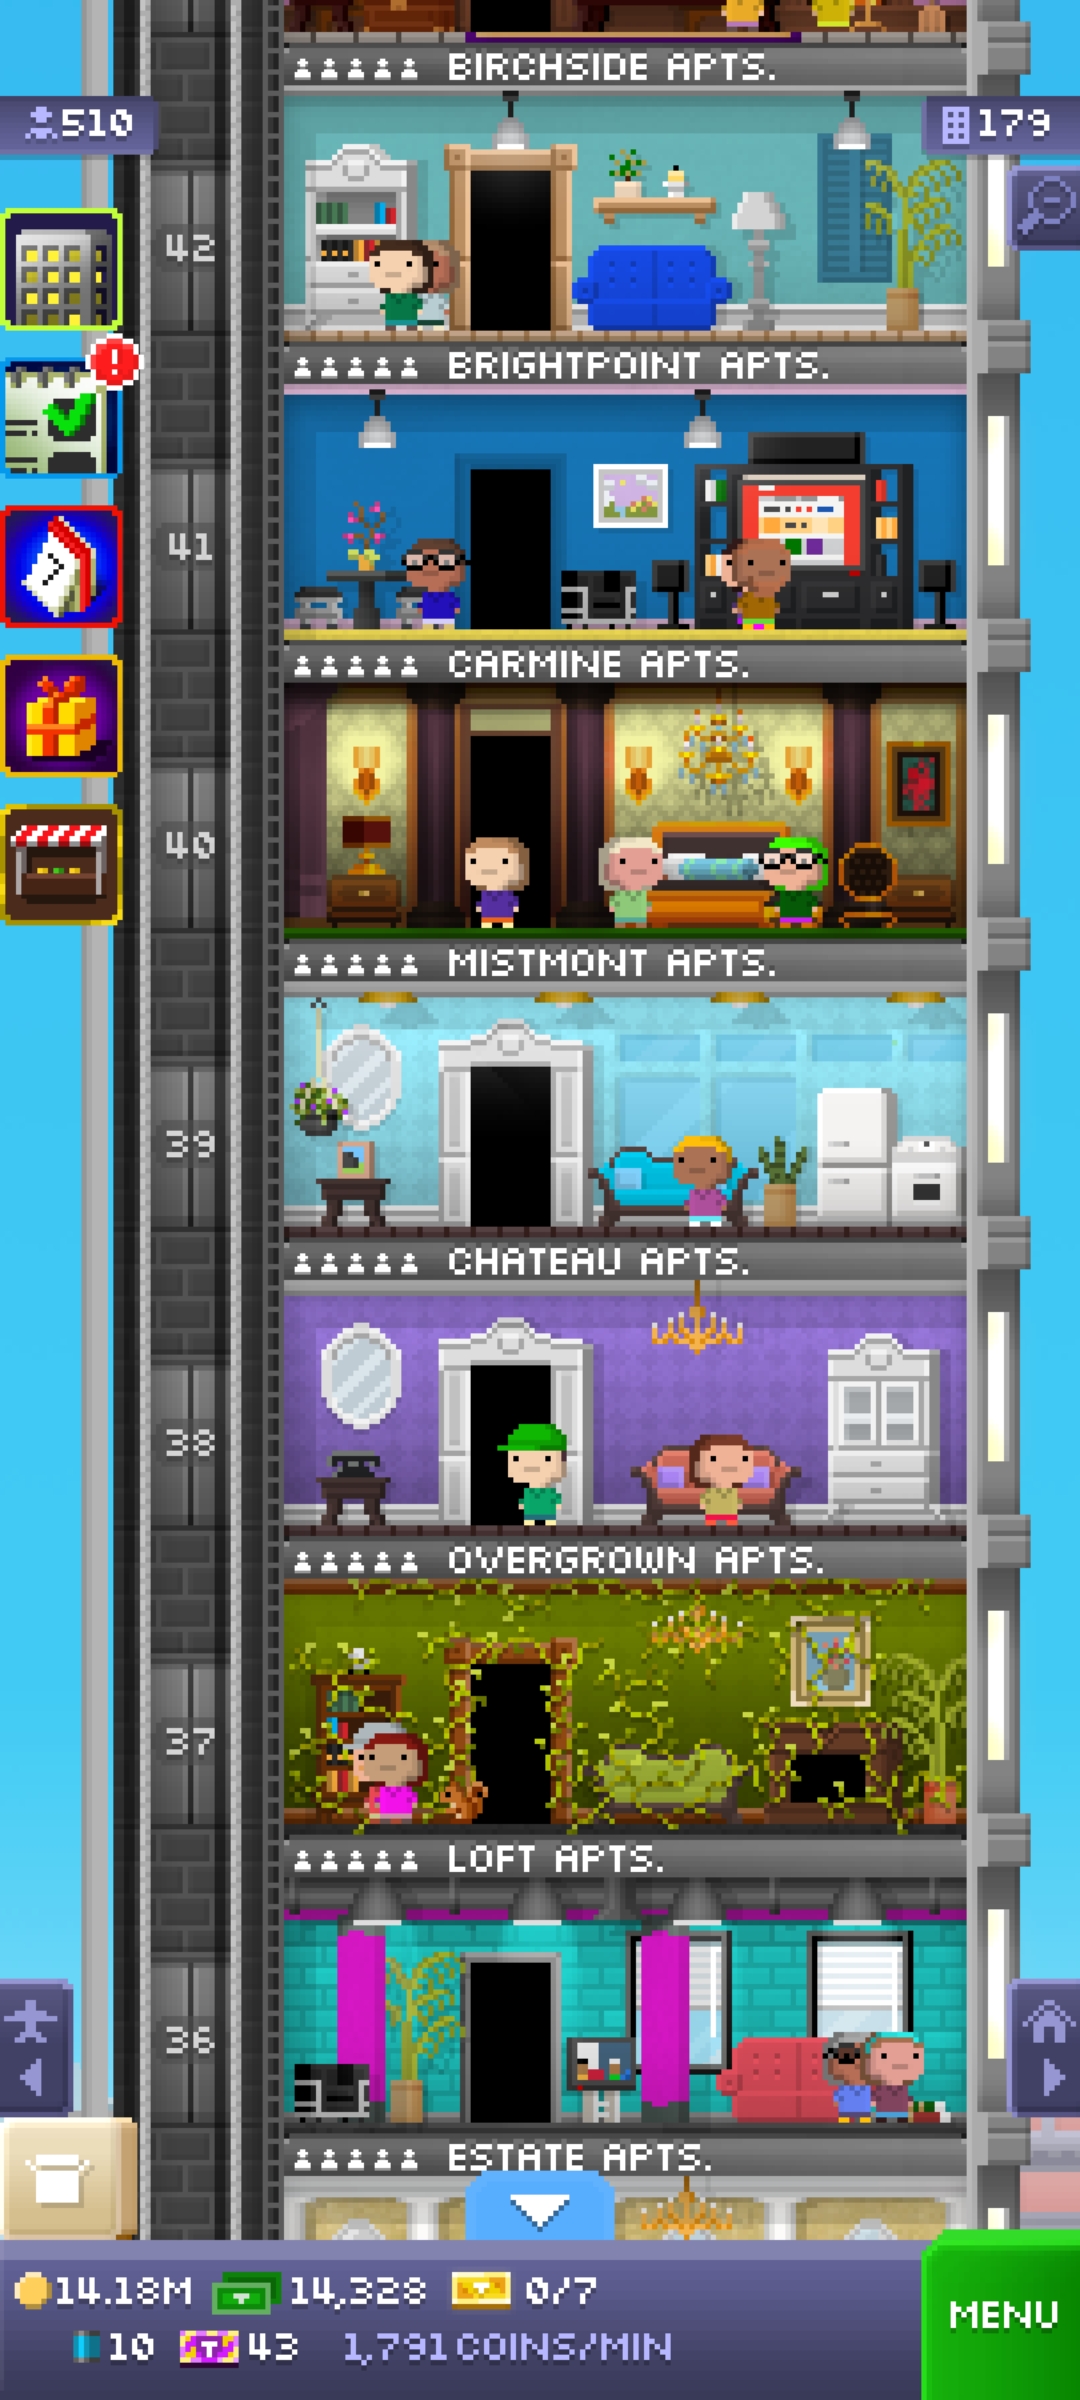 BIRCHSIDE APTS.
510
179
42
BRIGHTPOINT APTS.
!
41
7
CARMINE APTS.
40
MISTMONT APTS.
39
CHATEAU APTS.
38
OVERGROWN APTS.
37
LOFT APTS.
36
ESTATE APTS.
14.18M 14,328 0/7
10 T 43 1,791 COINS/MIN
MENU